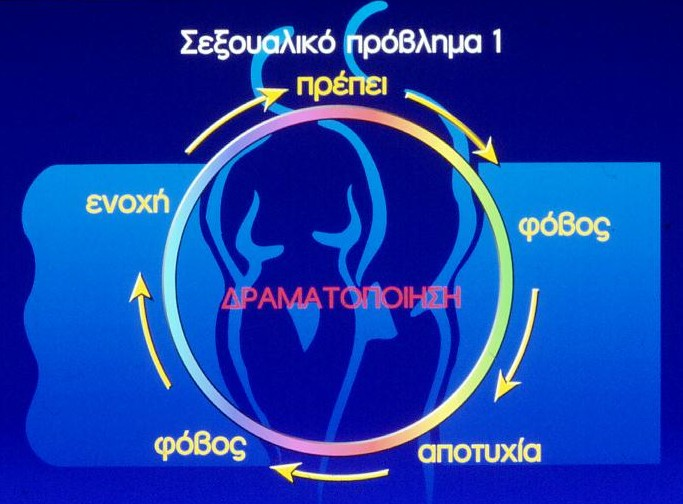 Σεξουαλικό πρόβλημα 1
πρέπει
φόβος
αποτυχία
φόβος
ενοχή
ΔΡΑΜΑΤΟΠΟΙΗΣΗ